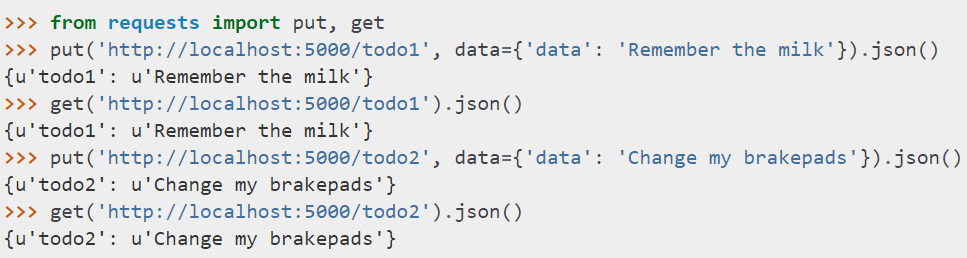 >>> from requests import put, get
>>> put('http://localhost:5000/todo1', data={'data': 'Remember the milk'}).json()
{u'todo1': u'Remember the milk'}
>>> get('http://localhost:5000/todo1').json()
{u'todo1': u'Remember the milk'}
>>> put('http://localhost:5000/todo2', data={'data': 'Change my brakepads'}).json()
{u'todo2': u'Change my brakepads'}
>>> get('http://localhost:5000/todo2').json()
{u'todo2': u'Change my brakepads'}